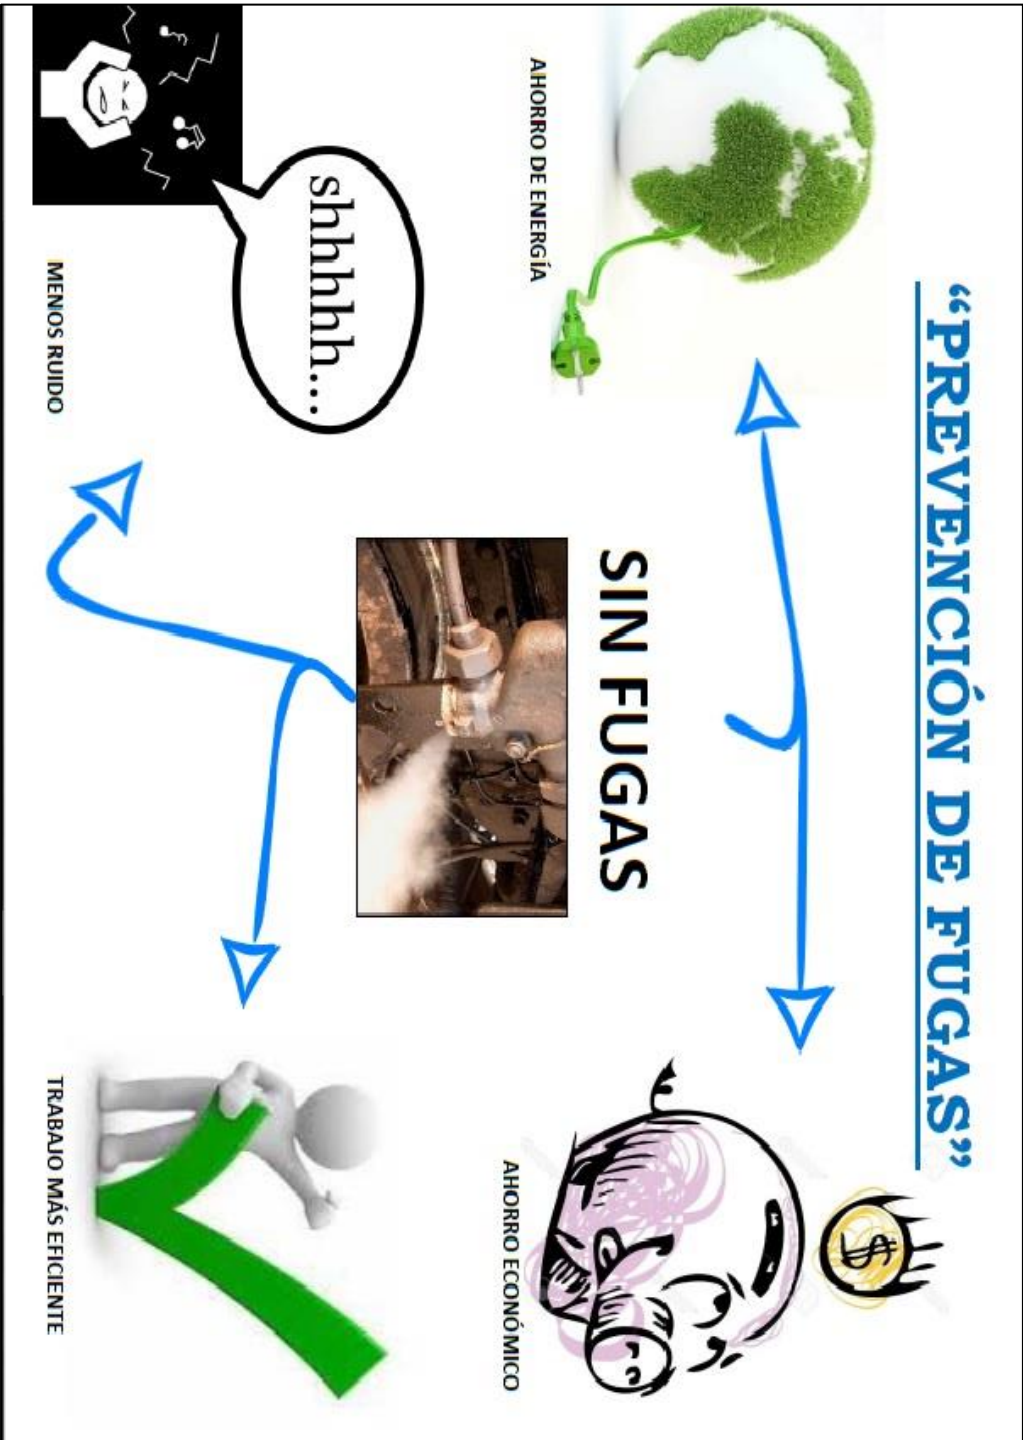 “PREVENCIÓN DE FUGAS”
AHORRO DE ENERGÍA
$
SIN FUGAS
AHORRO ECONÓMICO
shhhhh...
MENOS RUIDO
TRABAJO MÁS EFICIENTE